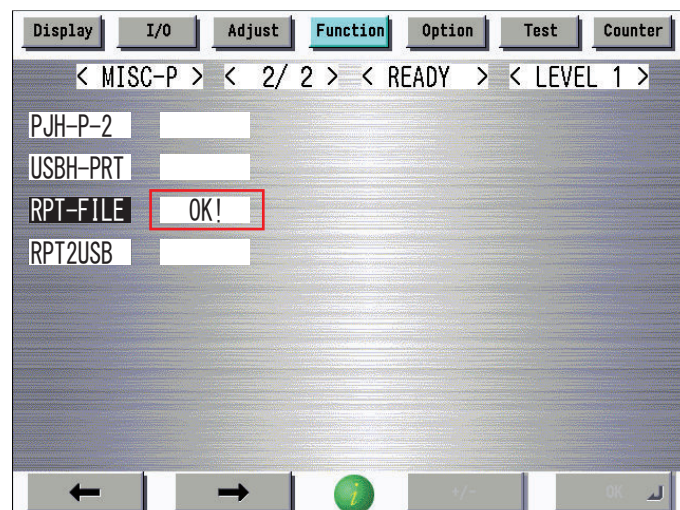 Display I/O Adjust Function Option Test Counter
< MISC-P > < 2/ 2 > < READY > < LEVEL 1 >
PJH-P-2
USBH-PRT
RPT-FILE OK!
RPT2USB
+/- OK